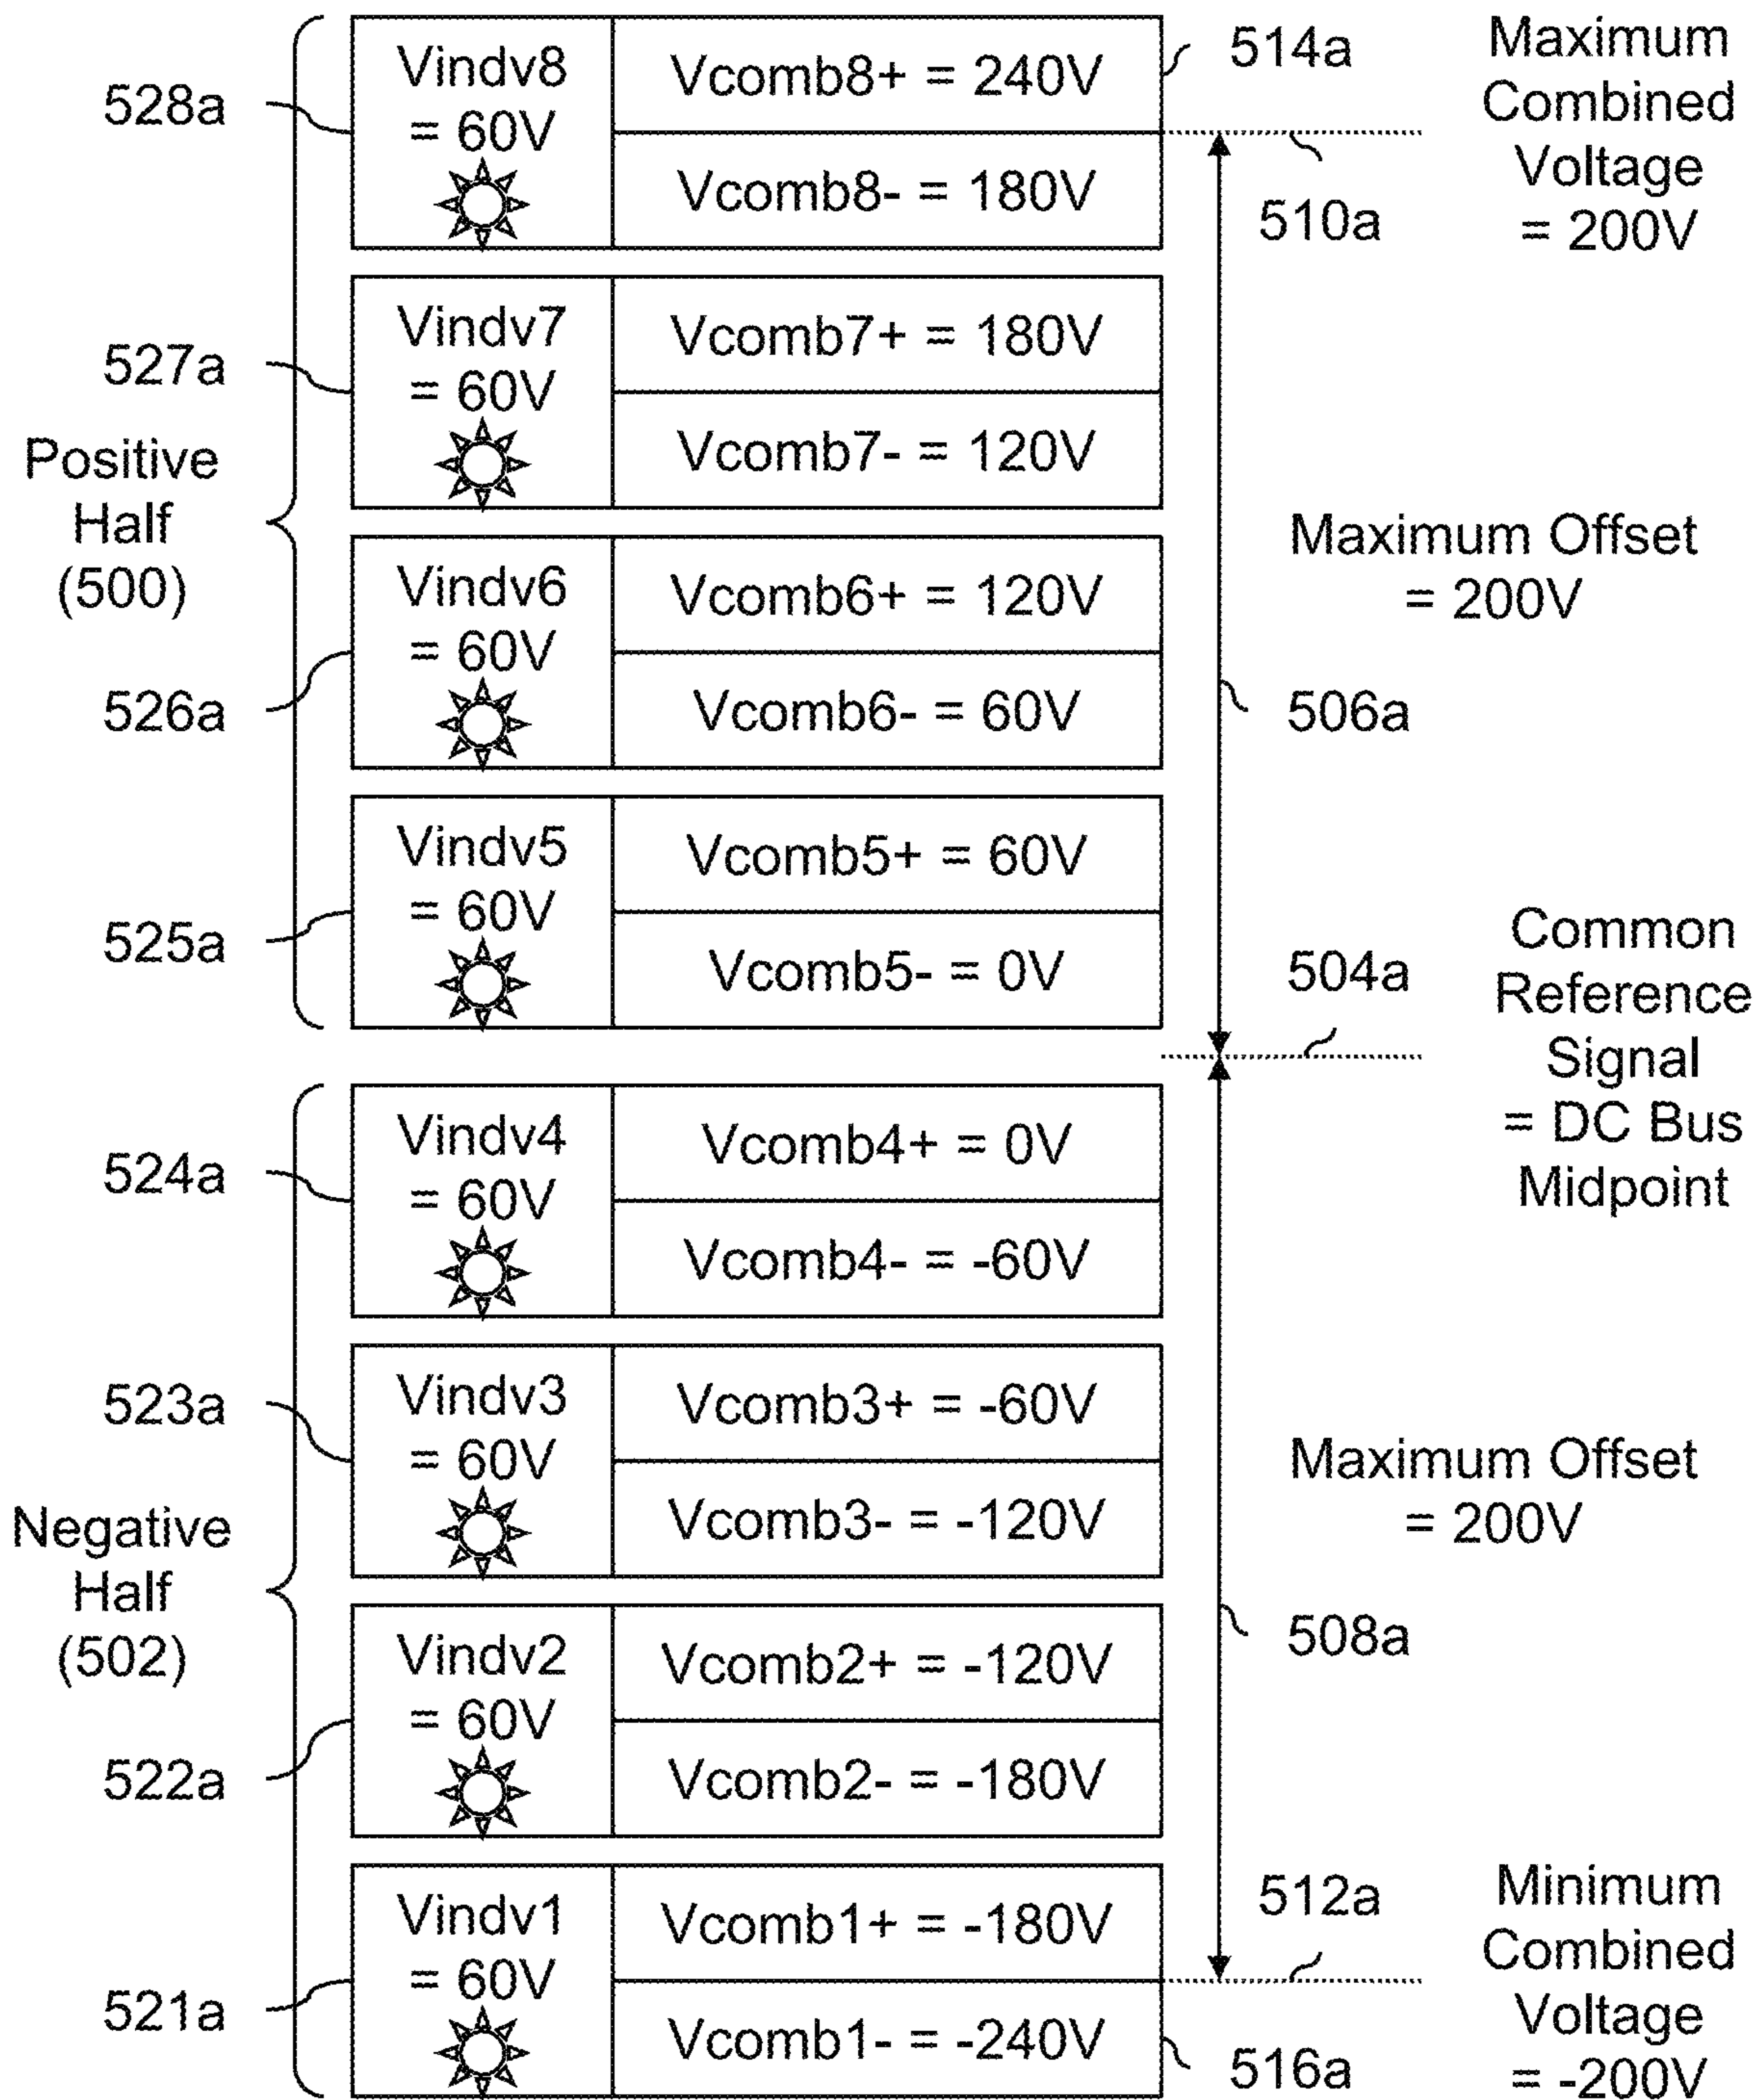 528a
Vindv8
= 60V
Vcomb8+ = 240V
Vcomb8- = 180V
514a
510a
Maximum
Combined
Voltage
= 200V
527a
Vindv7
= 60V
Vcomb7+ = 180V
Vcomb7- = 120V
Positive
Half
(500)
Maximum Offset
= 200V
526a
Vindv6
= 60V
Vcomb6+ = 120V
Vcomb6- = 60V
506a
525a
Vindv5
= 60V
Vcomb5+ = 60V
Vcomb5- = 0V
504a
Common
Reference
Signal
= DC Bus
Midpoint
524a
Vindv4
= 60V
Vcomb4+ = 0V
Vcomb4- = -60V
523a
Vindv3
= 60V
Vcomb3+ = -60V
Vcomb3- = -120V
Maximum Offset
= 200V
Negative
Half
(502)
522a
Vindv2
= 60V
Vcomb2+ = -120V
Vcomb2- = -180V
508a
521a
Vindv1
= 60V
Vcomb1+ = -180V
Vcomb1- = -240V
512a
516a
Minimum
Combined
Voltage
= -200V